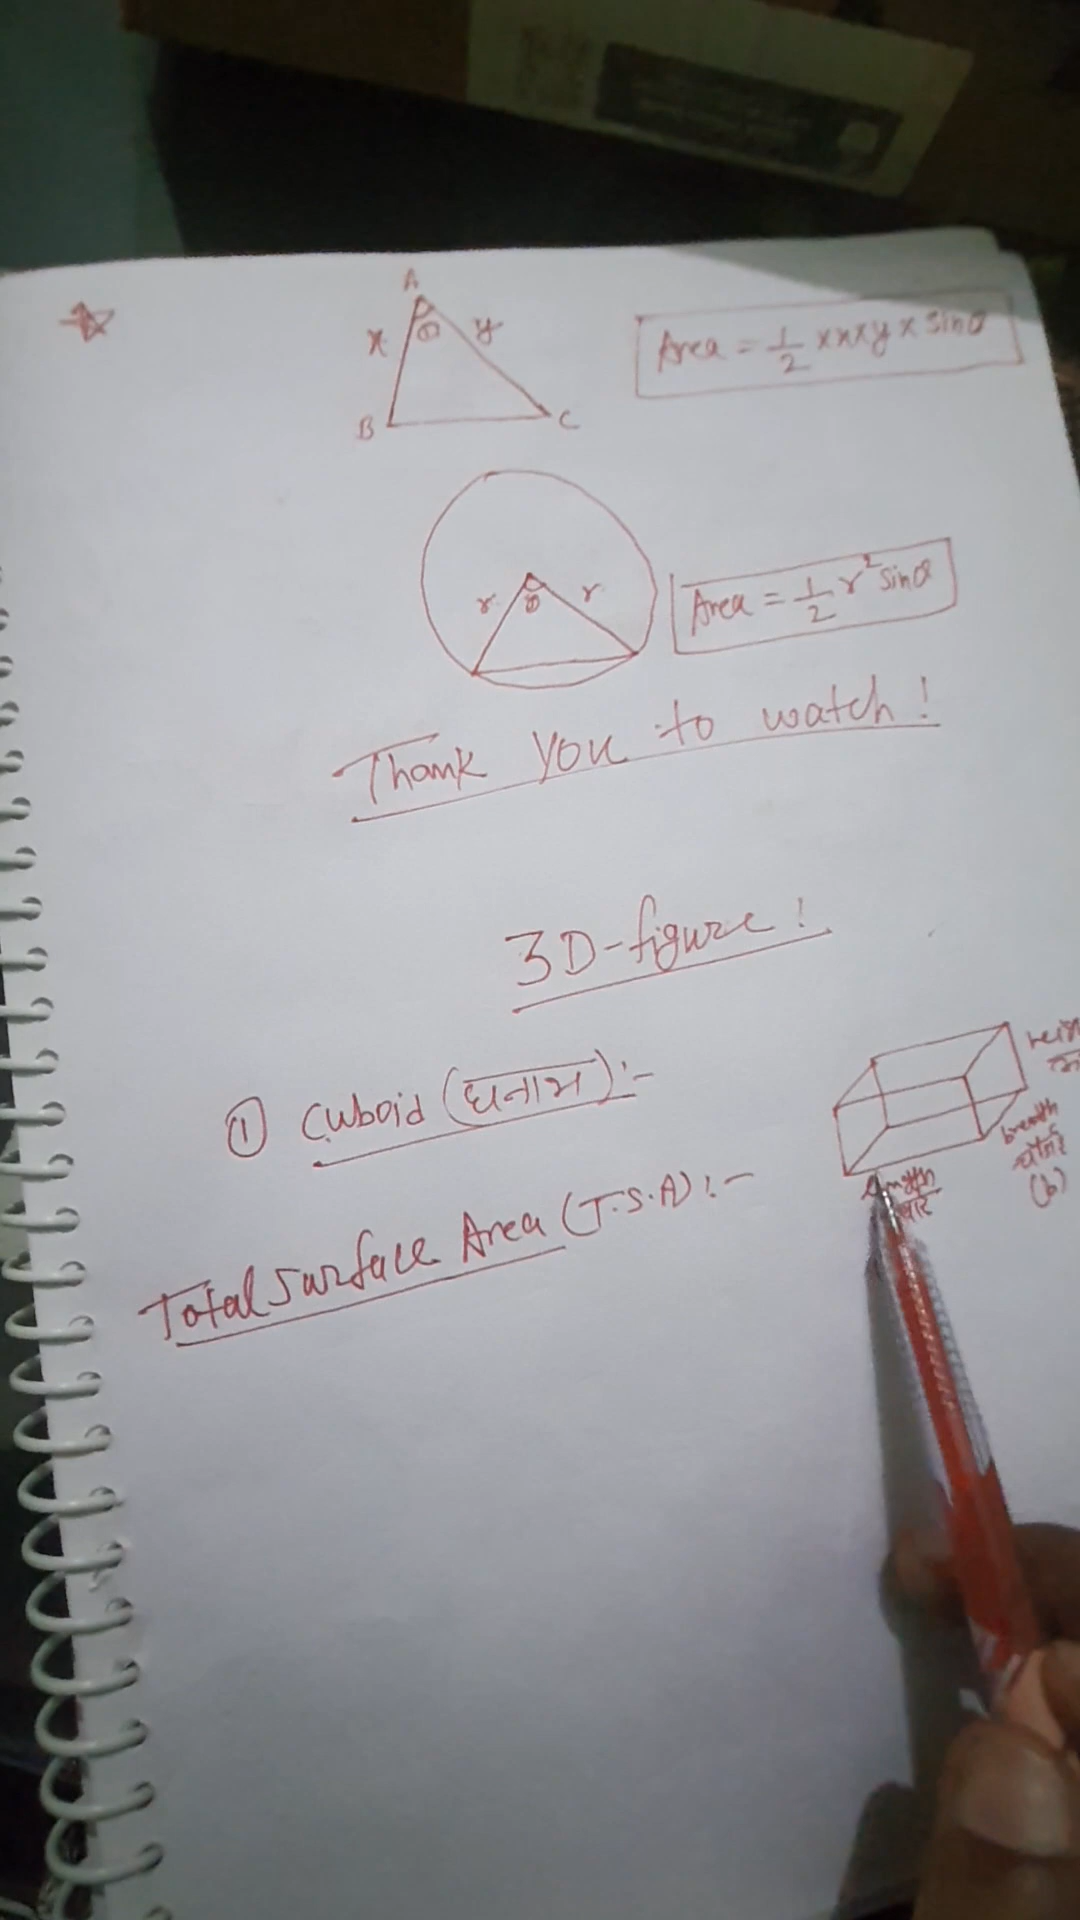 A
x θ y
Area = 1/2 × x × y × sinθ
B C
r θ r
Area = 1/2 r² sinθ
Thank you to watch!
3D-figure!
① Cuboid (घनाभ):-
breadth
(b)
length
Total Surface Area (T.S.A):-